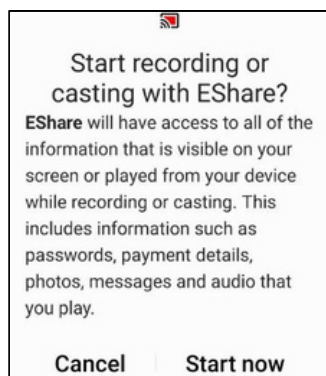 Start recording or
casting with EShare?
EShare will have access to all of the
information that is visible on your
screen or played from your device
while recording or casting. This
includes information such as
passwords, payment details,
photos, messages and audio that
you play.
Cancel Start now